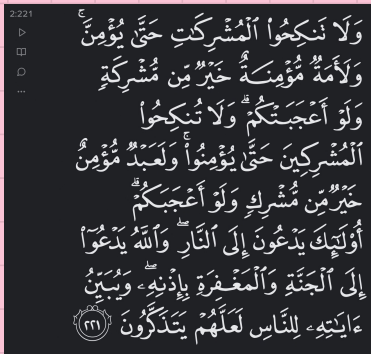 2:221
وَلَا تَنكِحُوا۟ ٱلْمُشْرِكَـٰتِ حَتَّىٰ يُؤْمِنَّ ۚ
وَلَأَمَةٌ مُّؤْمِنَةٌ خَيْرٌ مِّن مُّشْرِكَةٍ
وَلَوْ أَعْجَبَتْكُمْ ۗ وَلَا تُنكِحُوا۟
ٱلْمُشْرِكِينَ حَتَّىٰ يُؤْمِنُوا۟ ۚ وَلَعَبْدٌ مُّؤْمِنٌ
خَيْرٌ مِّن مُّشْرِكٍ وَلَوْ أَعْجَبَكُمْ ۗ
أُو۟لَـٰٓئِكَ يَدْعُونَ إِلَى ٱلنَّارِ ۖ وَٱللَّهُ يَدْعُوٓا۟
إِلَى ٱلْجَنَّةِ وَٱلْمَغْفِرَةِ بِإِذْنِهِۦ ۖ وَيُبَيِّنُ
ءَايَـٰتِهِۦ لِلنَّاسِ لَعَلَّهُمْ يَتَذَكَّرُونَ ٢٢١